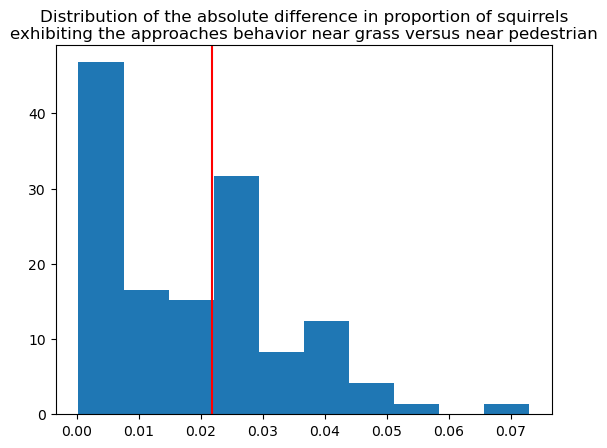 Distribution of the absolute difference in proportion of squirrels
exhibiting the approaches behavior near grass versus near pedestrian
40
30
20
10
0
0.00 0.01 0.02 0.03 0.04 0.05 0.06 0.07